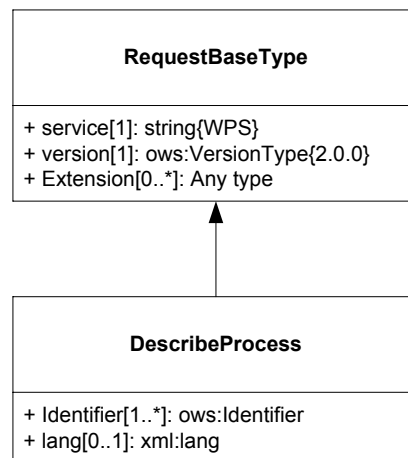 RequestBaseType
+ service[1]: string{WPS}
+ version[1]: ows:VersionType{2.0.0}
+ Extension[0..*]: Any type
DescribeProcess
+ Identifier[1..*]: ows:Identifier
+ lang[0..1]: xml:lang